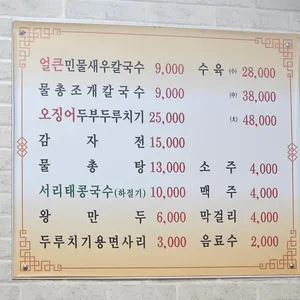 얼큰민물새우칼국수 9,000 수육 (小) 28,000
물총조개칼국수 9,000 (中) 38,000
오징어두부두루치기 25,000 (大) 48,000
감자전 15,000
물총탕 13,000 소주 4,000
서리태콩국수(하절기) 10,000 맥주 4,000
왕만두 6,000 막걸리 4,000
두루치기용면사리 3,000 음료수 2,000